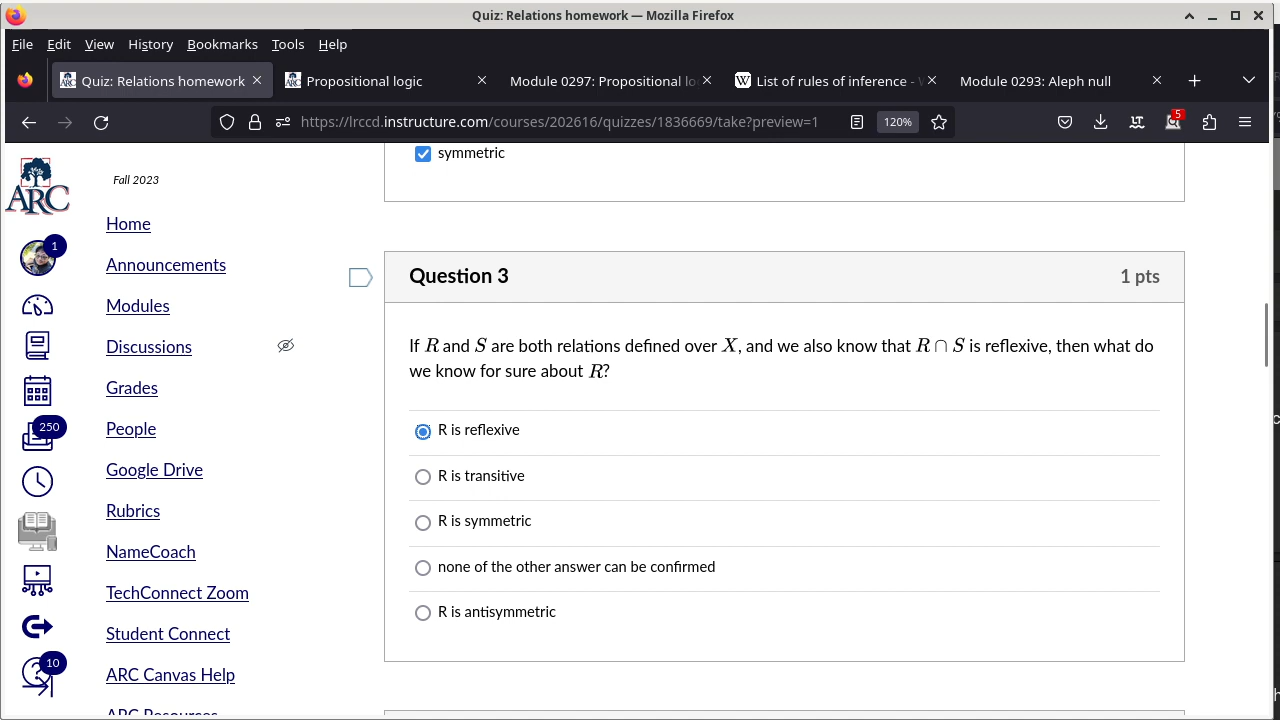 Quiz: Relations homework — Mozilla Firefox
File Edit View History Bookmarks Tools Help
Quiz: Relations homework
Propositional logic
Module 0297: Propositional lo
List of rules of inference -
Module 0293: Aleph null
https://lrccd.instructure.com/courses/202616/quizzes/1836669/take?preview=1
120%
5
ARC
Fall 2023
Home
1
Announcements
Modules
Discussions
Grades
250
People
Google Drive
Rubrics
NameCoach
TechConnect Zoom
Student Connect
10
ARC Canvas Help
ARC Resources
symmetric
Question 3
1 pts
If R and S are both relations defined over X, and we also know that R ∩ S is reflexive, then what do
we know for sure about R?
R is reflexive
R is transitive
R is symmetric
none of the other answer can be confirmed
R is antisymmetric